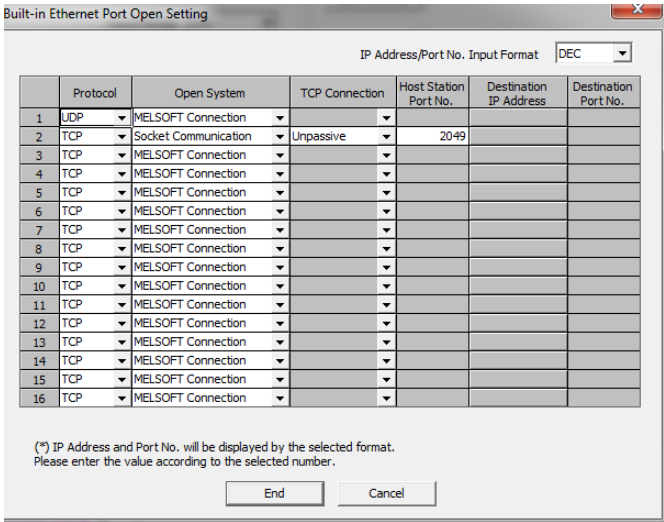 Built-in Ethernet Port Open Setting
IP Address/Port No. Input Format DEC
Protocol Open System TCP Connection Host Station Port No. Destination IP Address Destination Port No.
1 UDP MELSOFT Connection
2 TCP Socket Communication Unpassive 2049
3 TCP MELSOFT Connection
4 TCP MELSOFT Connection
5 TCP MELSOFT Connection
6 TCP MELSOFT Connection
7 TCP MELSOFT Connection
8 TCP MELSOFT Connection
9 TCP MELSOFT Connection
10 TCP MELSOFT Connection
11 TCP MELSOFT Connection
12 TCP MELSOFT Connection
13 TCP MELSOFT Connection
14 TCP MELSOFT Connection
15 TCP MELSOFT Connection
16 TCP MELSOFT Connection
(*) IP Address and Port No. will be displayed by the selected format.
Please enter the value according to the selected number.
End Cancel